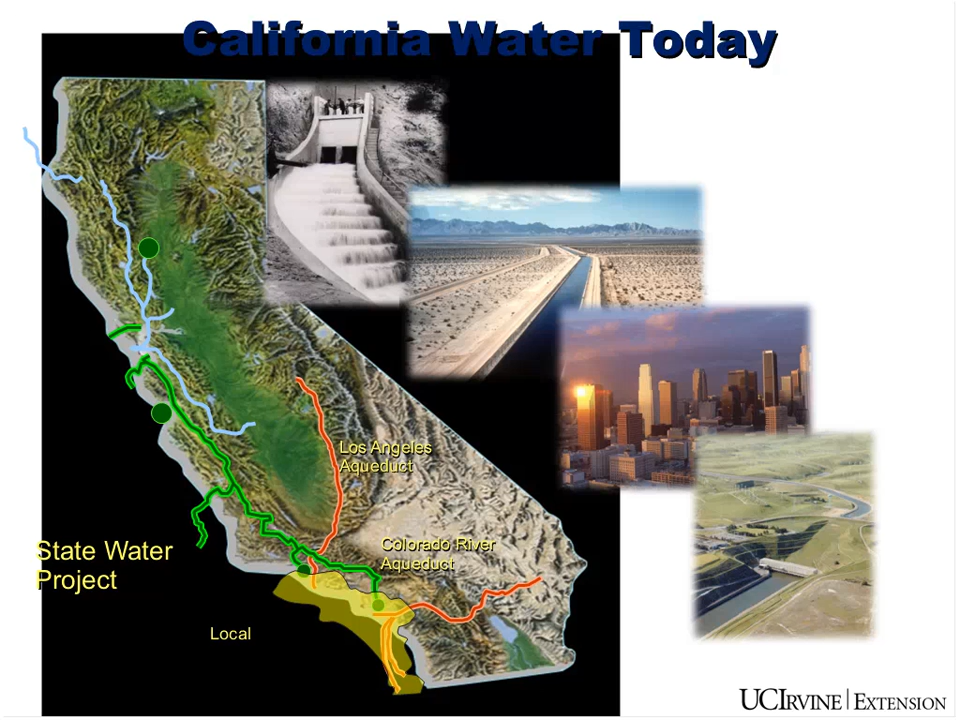 California Water Today
Los Angeles
Aqueduct
Colorado River
Aqueduct
State Water
Project
Local
UCIRVINE | EXTENSION